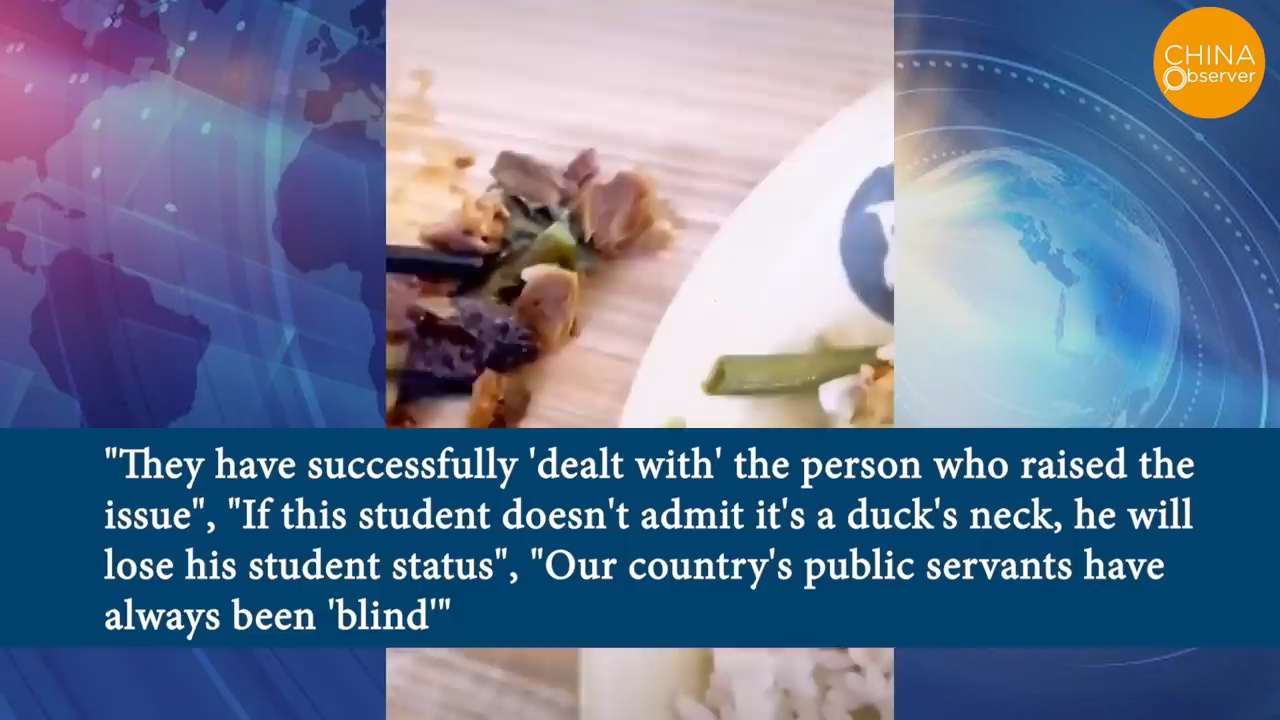 CHINA
Observer
"They have successfully 'dealt with' the person who raised the
issue", "If this student doesn't admit it's a duck's neck, he will
lose his student status", "Our country's public servants have
always been 'blind'"